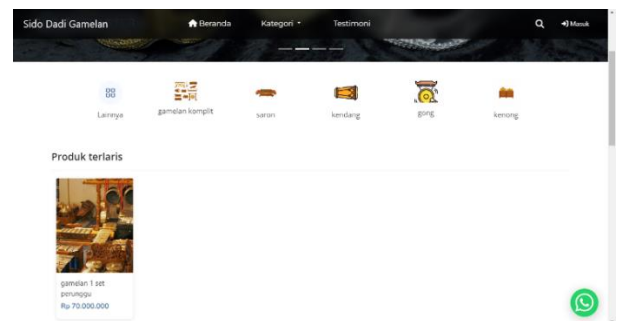 Sido Dadi Gamelan
Beranda
Kategori
Testimoni
Masuk
Lainnya
gamelan komplit
saron
kendang
gong
kenong
Produk terlaris
gamelan 1 set
perunggu
Rp 70.000.000